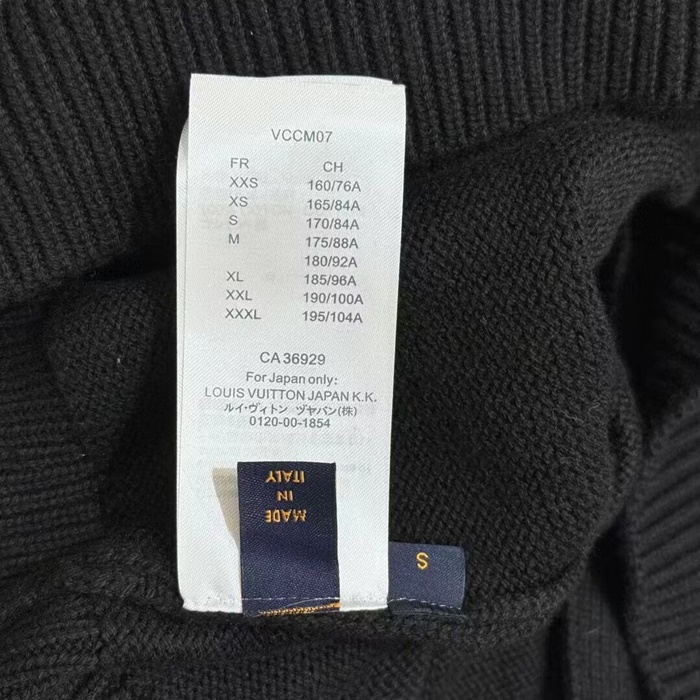 VCCM07
FR CH
XXS 160/76A
XS 165/84A
S 170/84A
M 175/88A
180/92A
XL 185/96A
XXL 190/100A
XXXL 195/104A
CA 36929
For Japan only:
LOUIS VUITTON JAPAN K.K.
ルイ・ヴィトン ヅャパン(株)
0120-00-1854
MADE
IN
ITALY
S